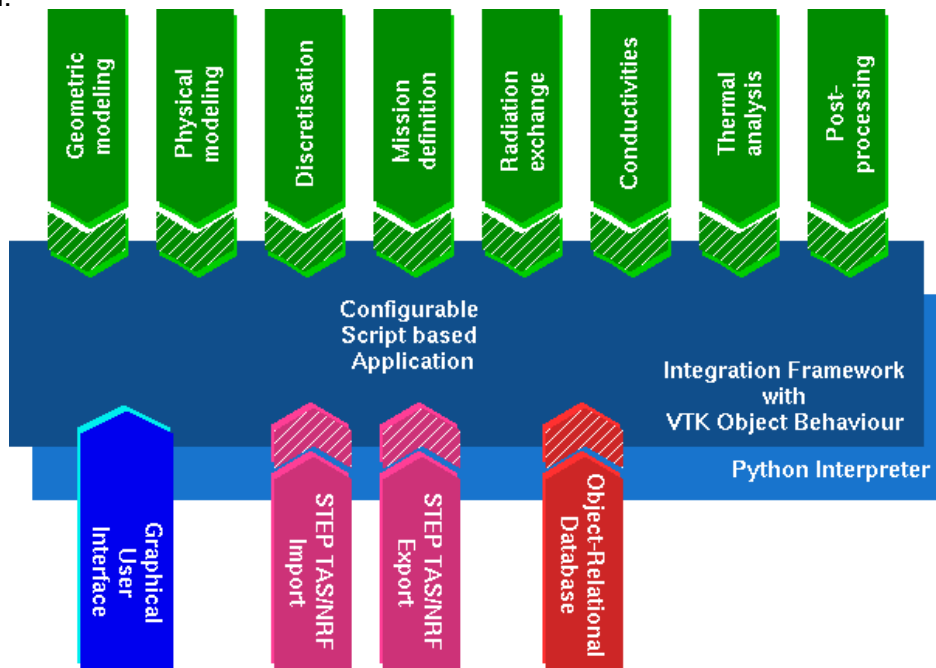 Geometric
modeling
Physical
modeling
Discretisation
Mission
definition
Radiation
exchange
Conductivities
Thermal
analysis
Post-
processing
Configurable
Script based
Application
Integration Framework
with
VTK Object Behaviour
Python Interpreter
Graphical
User
Interface
STEP TAS/NRF
Import
STEP TAS/NRF
Export
Object-Relational
Database